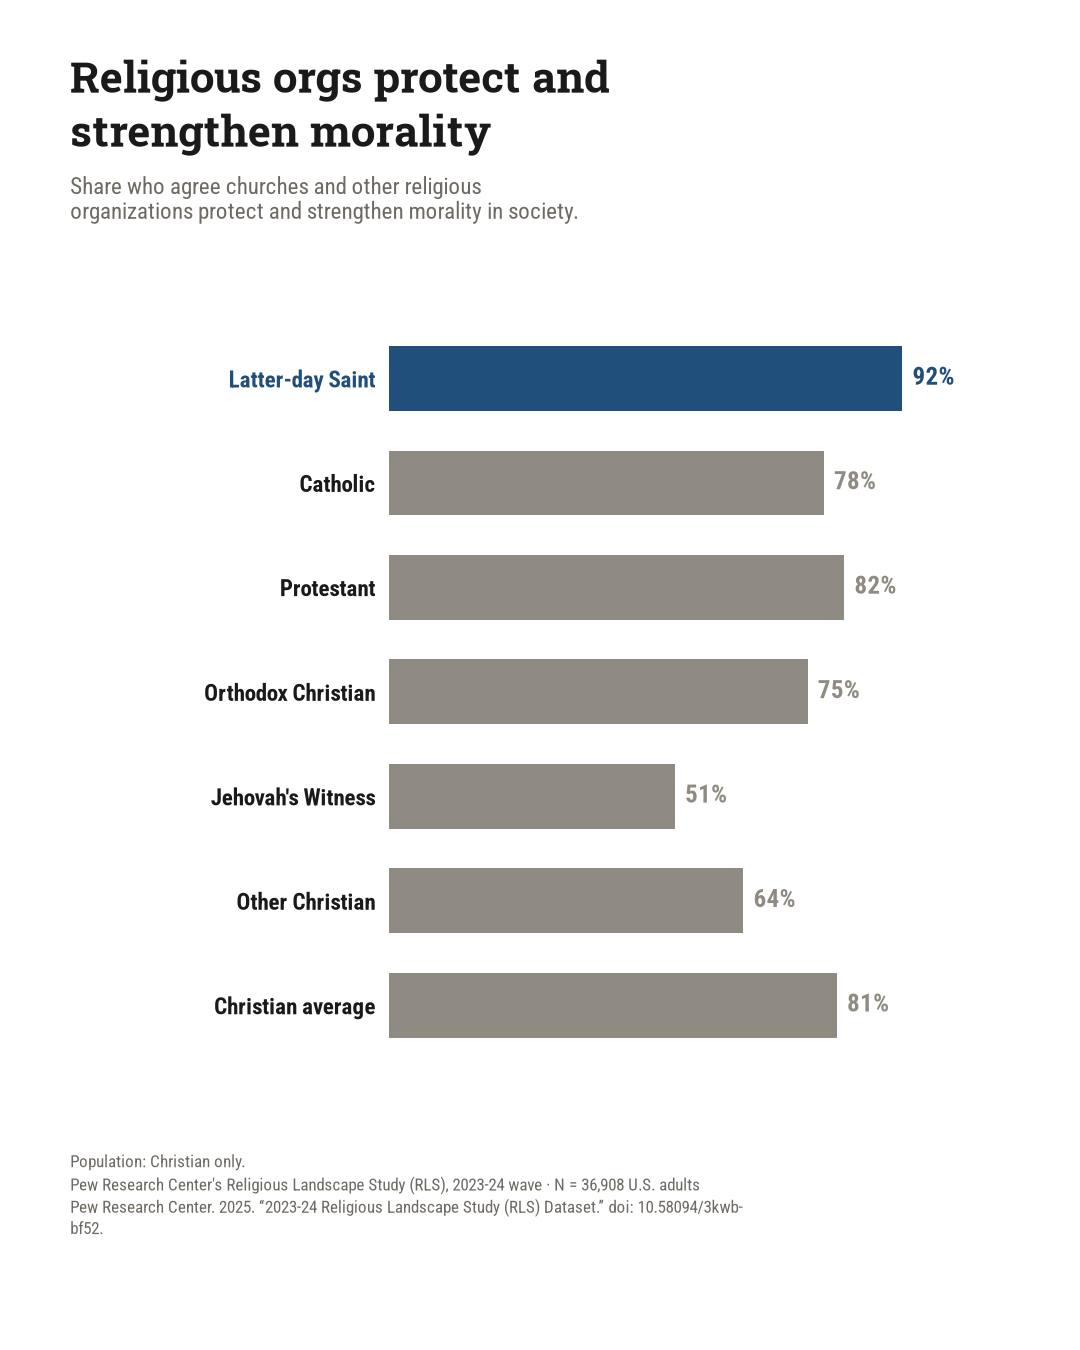 Religious orgs protect and
strengthen morality
Share who agree churches and other religious
organizations protect and strengthen morality in society.
Latter-day Saint 92%
Catholic 78%
Protestant 82%
Orthodox Christian 75%
Jehovah's Witness 51%
Other Christian 64%
Christian average 81%
Population: Christian only.
Pew Research Center's Religious Landscape Study (RLS), 2023-24 wave · N = 36,908 U.S. adults
Pew Research Center. 2025. “2023-24 Religious Landscape Study (RLS) Dataset.” doi: 10.58094/3kwb-
bf52.